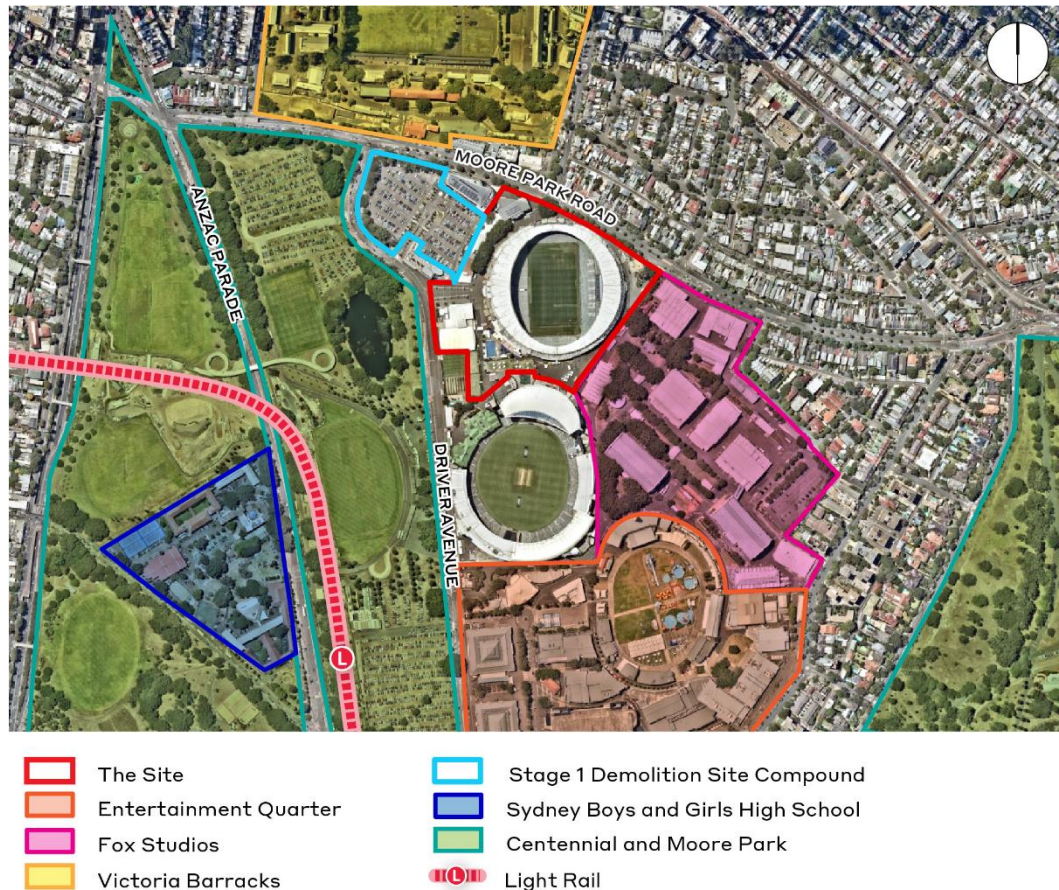 MOORE PARK ROAD
ANZAC PARADE
DRIVER AVENUE
L
The Site
Entertainment Quarter
Fox Studios
Victoria Barracks
Stage 1 Demolition Site Compound
Sydney Boys and Girls High School
Centennial and Moore Park
L Light Rail